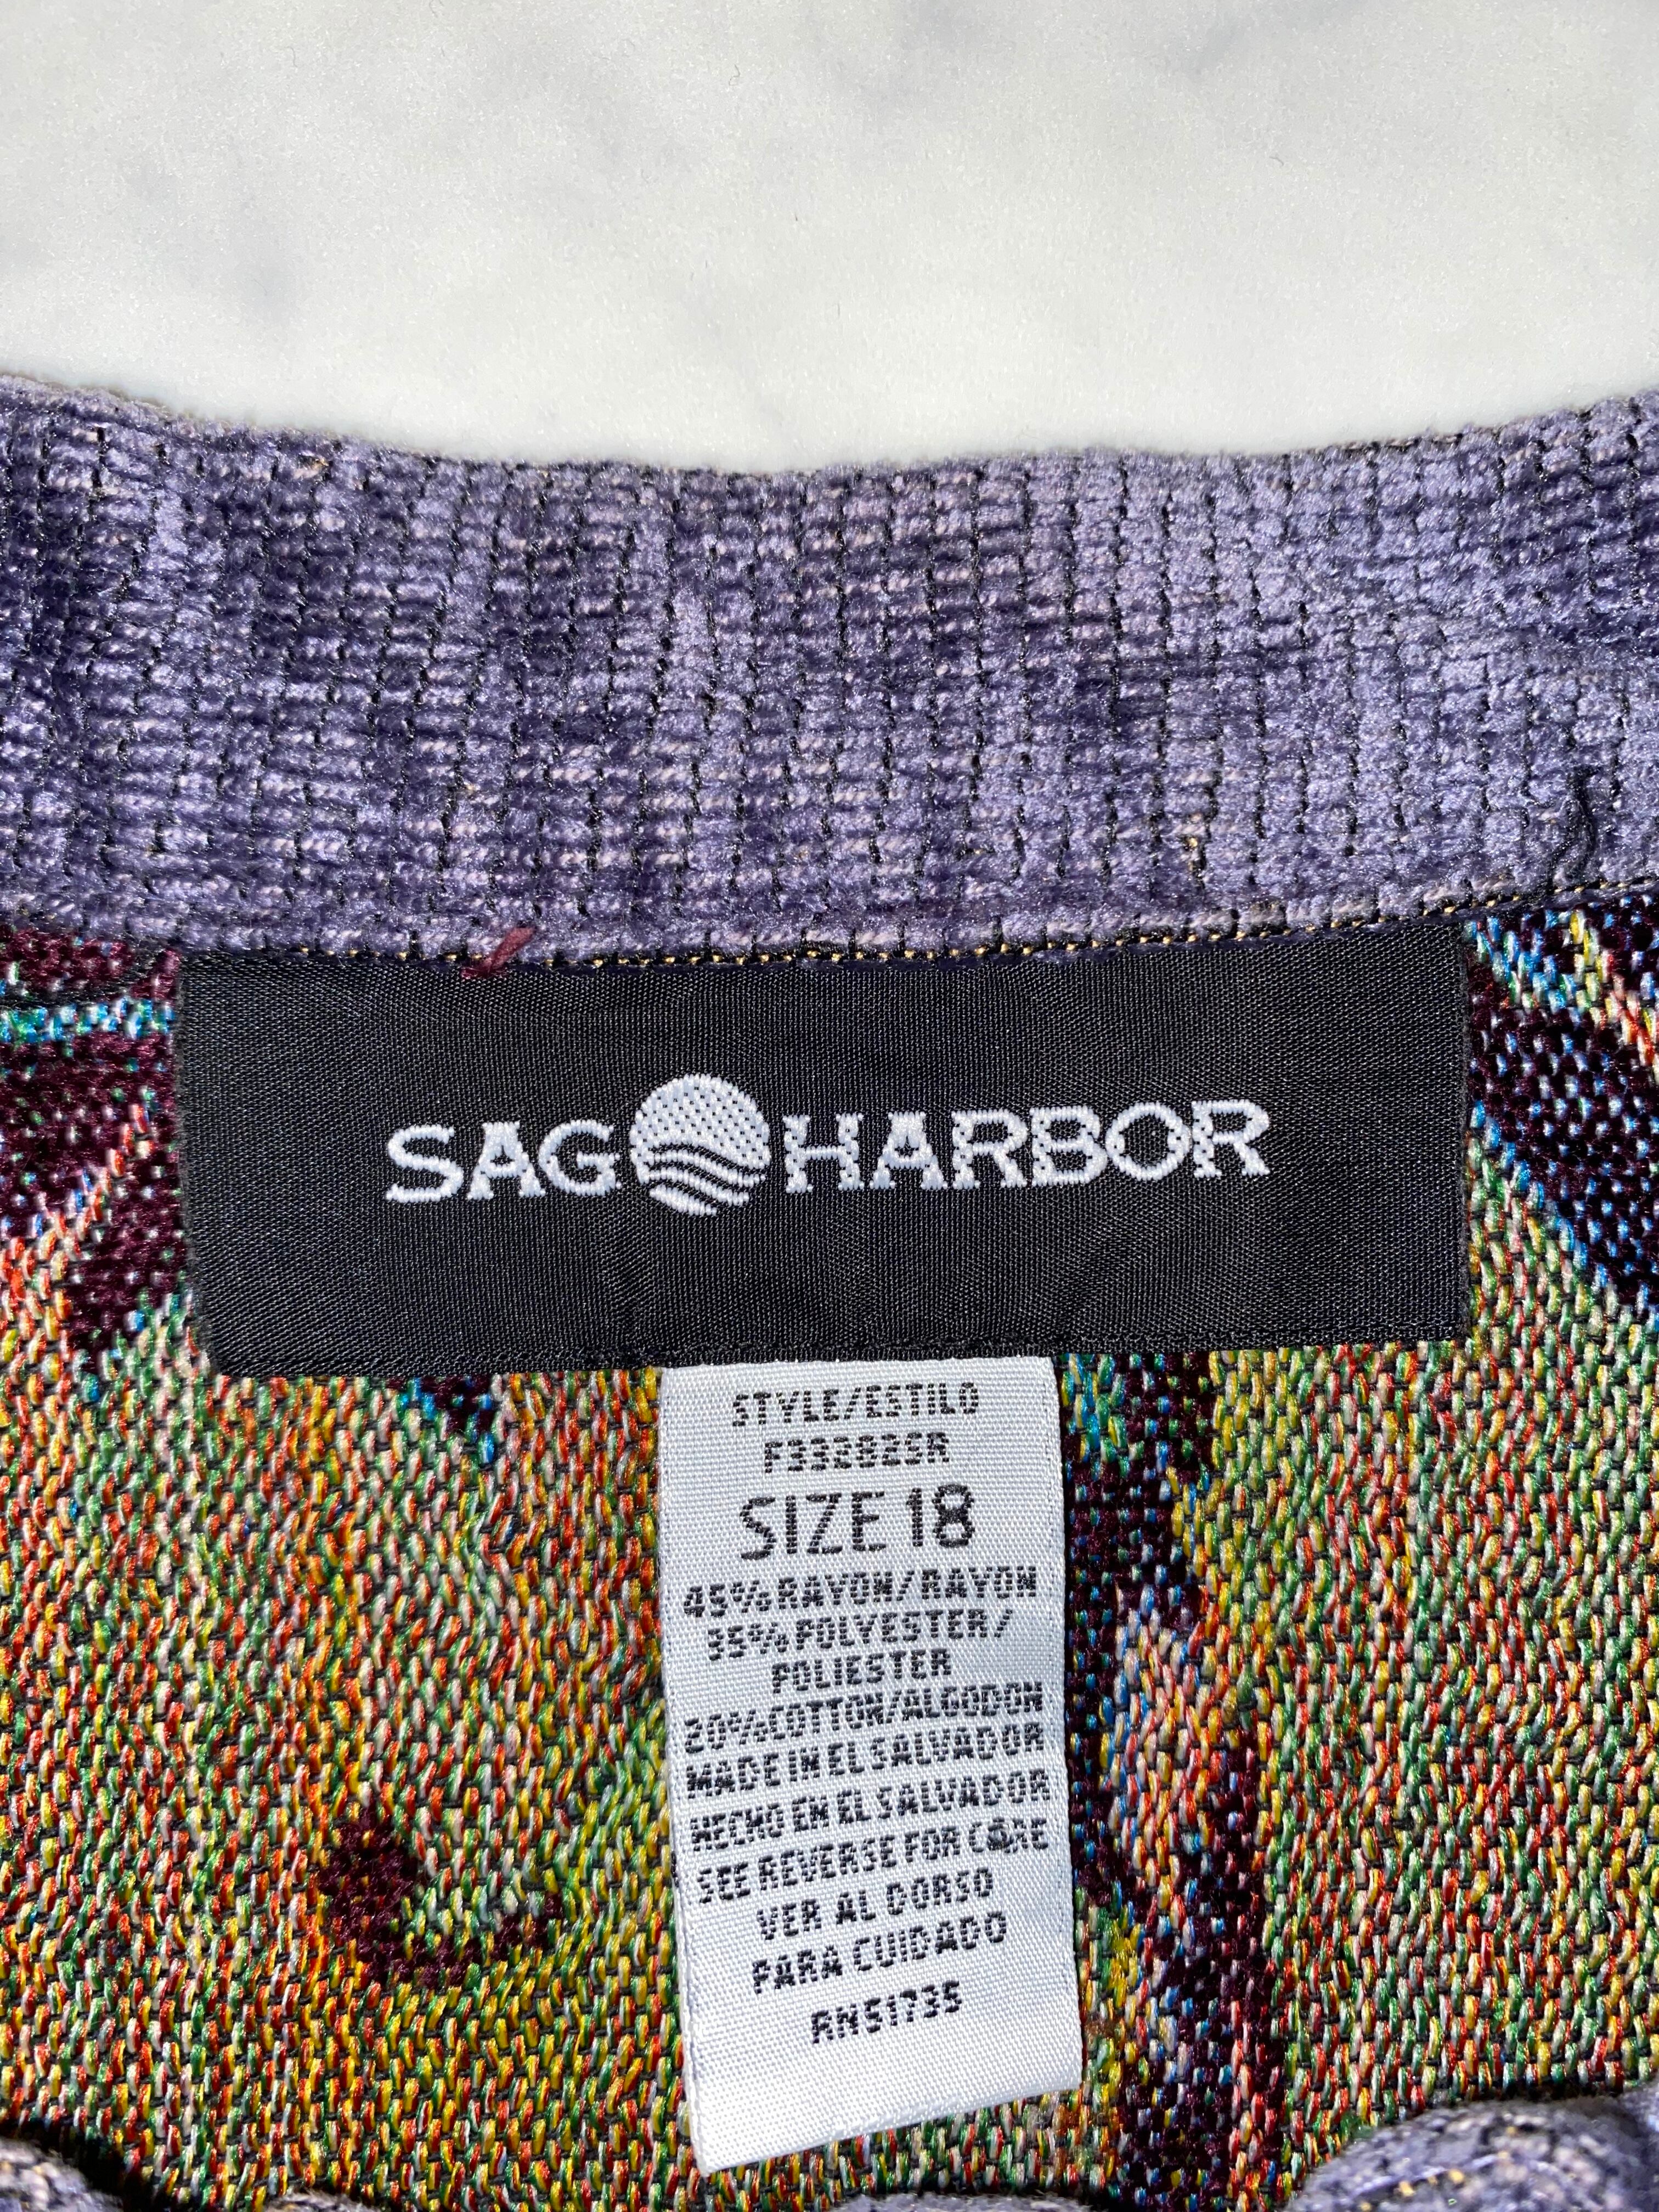 SAG HARBOR
STYLE/ESTILO
F332825R
SIZE 18
45% RAYON/RAYON
35% POLYESTER/
POLIESTER
20% COTTON/ALGODON
MADE IN EL SALVADOR
HECHO EN EL SALVADOR
SEE REVERSE FOR CARE
VER AL DORSO
PARA CUIDADO
RN51735